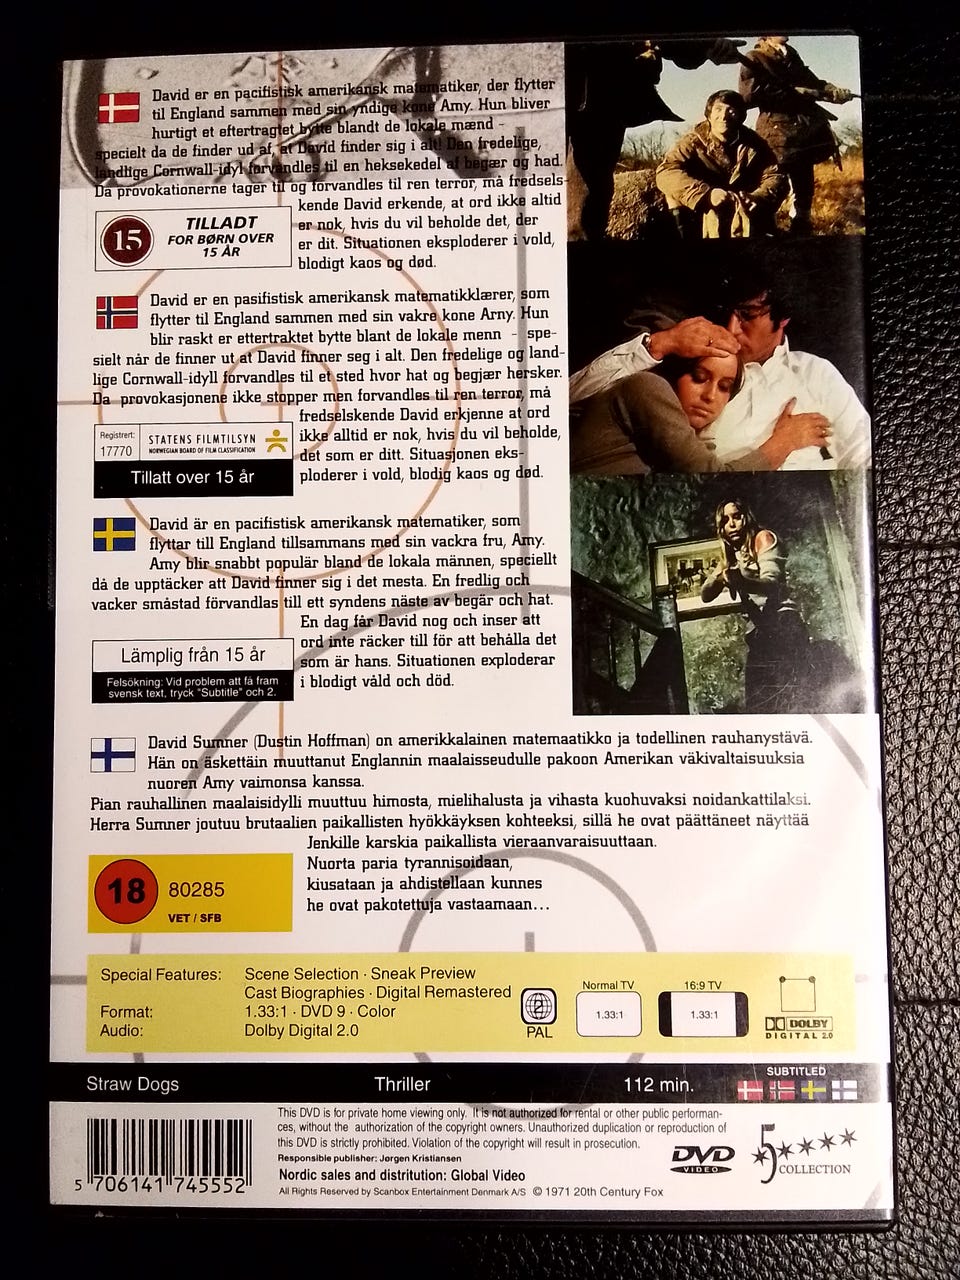 David er en pacifistisk amerikansk matematiker, der flytter
til England sammen med sin yndige kone Amy. Hun bliver
hurtigt et eftertragtet bytte blandt de lokale mænd -
specielt da de finder ud af, at David finder sig i alt! Den fredelige,
landlige Cornwall-idyl forvandles til en heksekedel af begær og had.
Da provokationerne tager til og forvandles til ren terror, må fredsels-
kende David erkende, at ord ikke altid
er nok, hvis du vil beholde det, der
er dit. Situationen eksploderer i vold,
blodigt kaos og død.
15
TILLADT
FOR BØRN OVER
15 ÅR
David er en pasifistisk amerikansk matematikklærer, som
flytter til England sammen med sin vakre kone Arny. Hun
blir raskt er ettertraktet bytte blant de lokale menn - spe-
sielt når de finner ut at David finner seg i alt. Den fredelige og land-
lige Cornwall-idyll forvandles til et sted hvor hat og begjær hersker.
Da provokasjonene ikke stopper men forvandles til ren terror, må
fredselskende David erkjenne at ord
ikke alltid er nok, hvis du vil beholde,
det som er ditt. Situasjonen eks-
ploderer i vold, blodig kaos og død.
Registrert:
17770
STATENS FILMTILSYN
NORWEGIAN BOARD OF FILM CLASSIFICATION
Tillatt over 15 år
David är en pacifistisk amerikansk matematiker, som
flyttar till England tillsammans med sin vackra fru, Amy.
Amy blir snabbt populär bland de lokala männen, speciellt
då de upptäcker att David finner sig i det mesta. En fredlig och
vacker småstad förvandlas till ett syndens näste av begär och hat.
En dag får David nog och inser att
ord inte räcker till för att behålla det
som är hans. Situationen exploderar
i blodigt våld och död.
Lämplig från 15 år
Felsökning: Vid problem att få fram
svensk text, tryck "Subtitle" och 2.
David Sumner (Dustin Hoffman) on amerikkalainen matemaatikko ja todellinen rauhanystävä.
Hän on äskettäin muuttanut Englannin maalaisseudulle pakoon Amerikan väkivaltaisuuksia
nuoren Amy vaimonsa kanssa.
Pian rauhallinen maalaisidylli muuttuu himosta, mielihalusta ja vihasta kuohuvaksi noidankattilaksi.
Herra Sumner joutuu brutaalien paikallisten hyökkäyksen kohteeksi, sillä he ovat päättäneet näyttää
Jenkille karskia paikallista vieraanvaraisuuttaan.
Nuorta paria tyrannisoidaan,
kiusataan ja ahdistellaan kunnes
he ovat pakotettuja vastaamaan...
18
80285
VET / SFB
Special Features: Scene Selection · Sneak Preview
Cast Biographies · Digital Remastered
Format: 1.33:1 · DVD 9 · Color
Audio: Dolby Digital 2.0
2
PAL
Normal TV
1.33:1
16:9 TV
1.33:1
DOLBY
DIGITAL 2.0
Straw Dogs Thriller 112 min.
SUBTITLED
This DVD is for private home viewing only. It is not authorized for rental or other public performan-
ces, without the authorization of the copyright owners. Unauthorized duplication or reproduction of
this DVD is strictly prohibited. Violation of the copyright will result in prosecution.
Responsible publisher: Jørgen Kristiansen
Nordic sales and distritution: Global Video
All Rights Reserved by Scanbox Entertainment Denmark A/S © 1971 20th Century Fox
5 706141 745552
DVD
VIDEO
5
COLLECTION